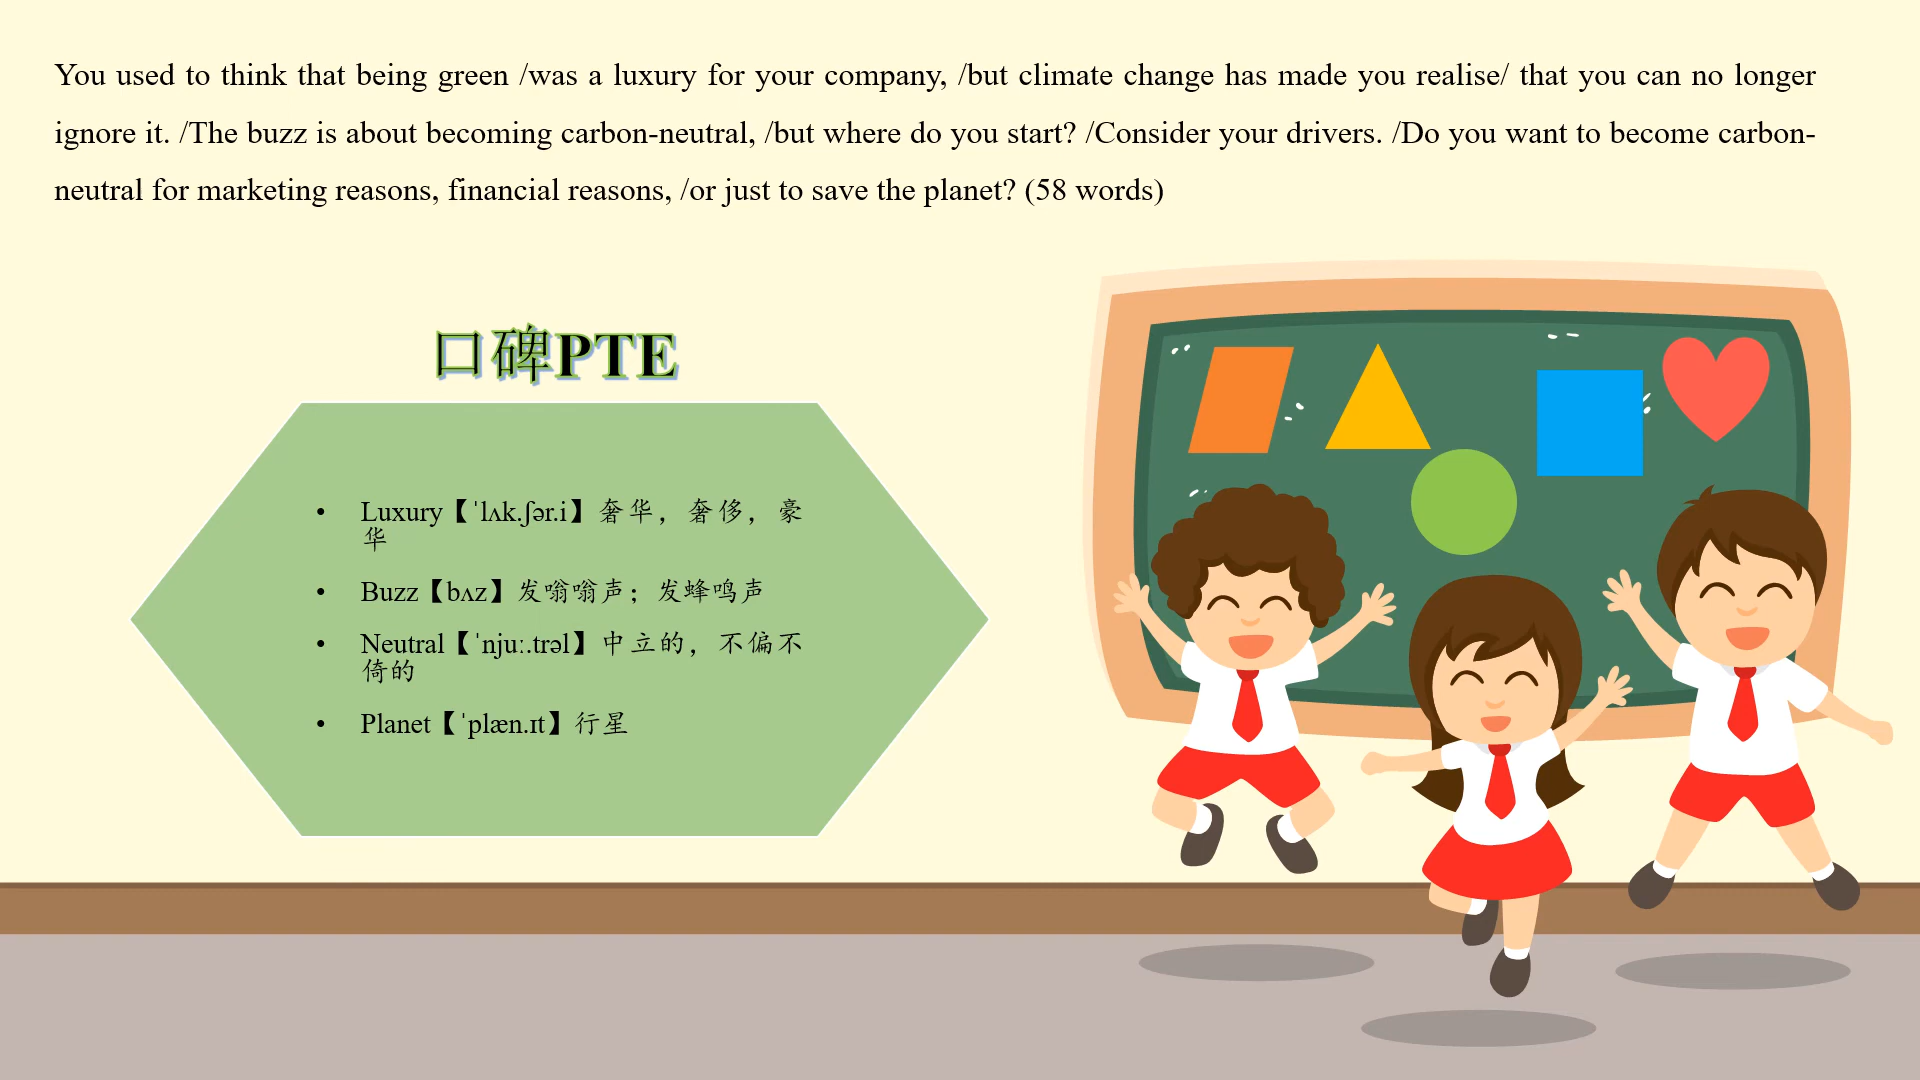 You used to think that being green /was a luxury for your company, /but climate change has made you realise/ that you can no longer
ignore it. /The buzz is about becoming carbon-neutral, /but where do you start? /Consider your drivers. /Do you want to become carbon-
neutral for marketing reasons, financial reasons, /or just to save the planet? (58 words)
口碑PTE
• Luxury【ˈlʌk.ʃər.i】奢华，奢侈，豪
华
• Buzz【bʌz】发嗡嗡声；发蜂鸣声
• Neutral【ˈnjuː.trəl】中立的，不偏不
倚的
• Planet【ˈplæn.ɪt】行星